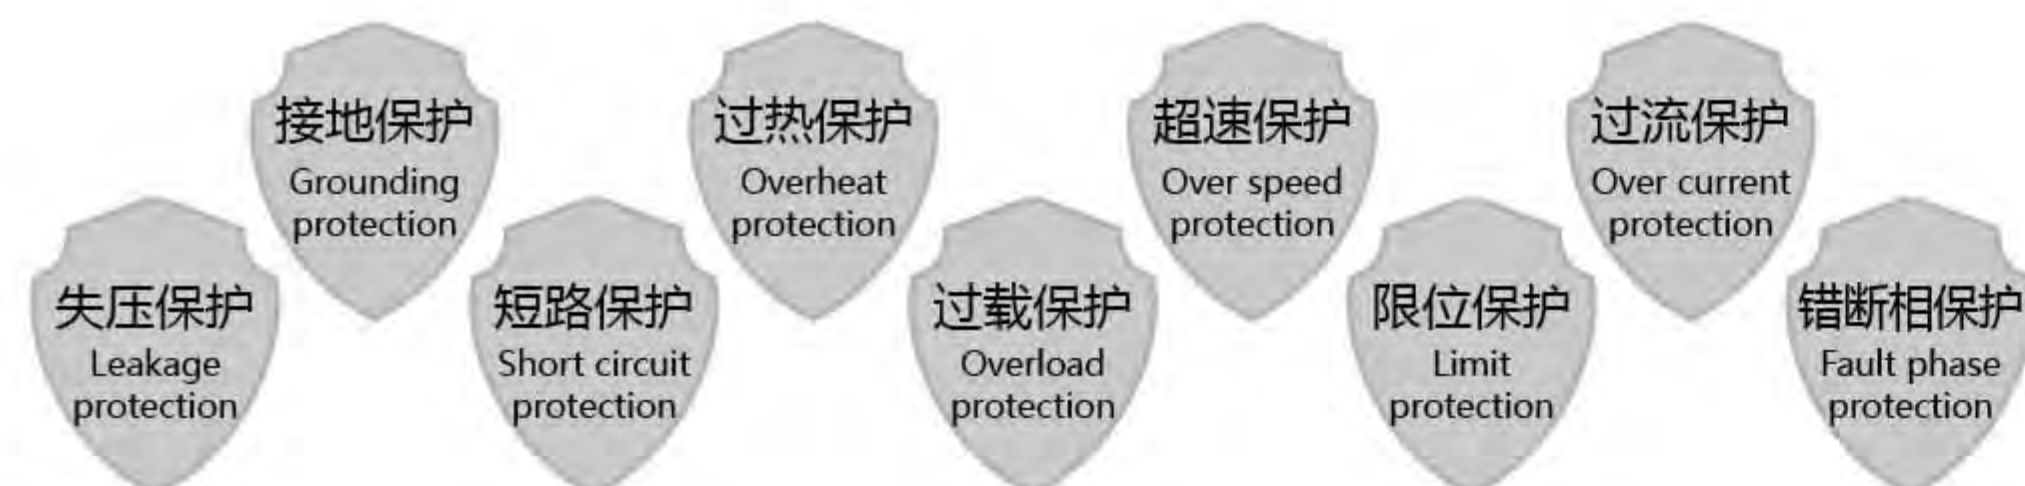 接地保护
Grounding
protection
过热保护
Overheat
protection
超速保护
Over speed
protection
过流保护
Over current
protection
失压保护
Leakage
protection
短路保护
Short circuit
protection
过载保护
Overload
protection
限位保护
Limit
protection
错断相保护
Fault phase
protection